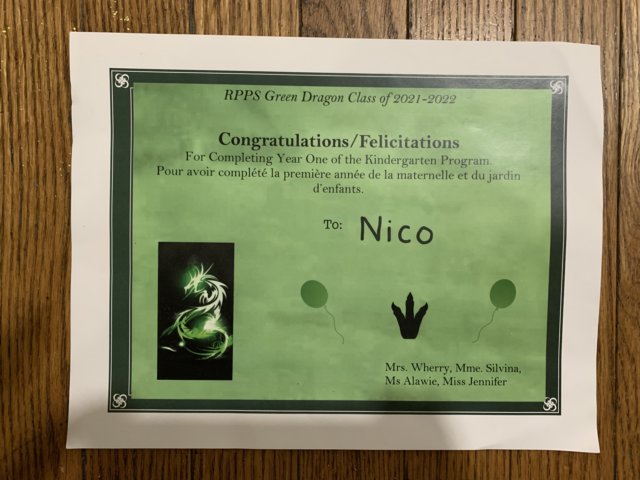 RPPS Green Dragon Class of 2021-2022
Congratulations/Felicitations
For Completing Year One of the Kindergarten Program.
Pour avoir complété la première année de la maternelle et du jardin
d'enfants.
To: Nico
Mrs. Wherry, Mme. Silvina,
Ms Alawie, Miss Jennifer